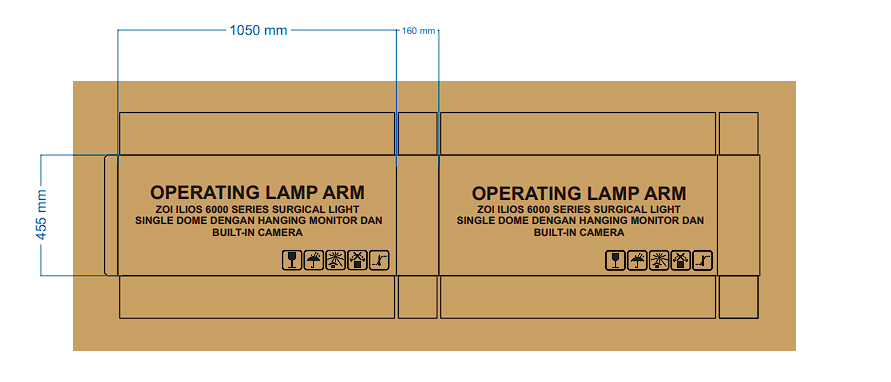 1050 mm
160 mm
455 mm
OPERATING LAMP ARM
ZOI ILIOS 6000 SERIES SURGICAL LIGHT
SINGLE DOME DENGAN HANGING MONITOR DAN
BUILT-IN CAMERA
OPERATING LAMP ARM
ZOI ILIOS 6000 SERIES SURGICAL LIGHT
SINGLE DOME DENGAN HANGING MONITOR DAN
BUILT-IN CAMERA